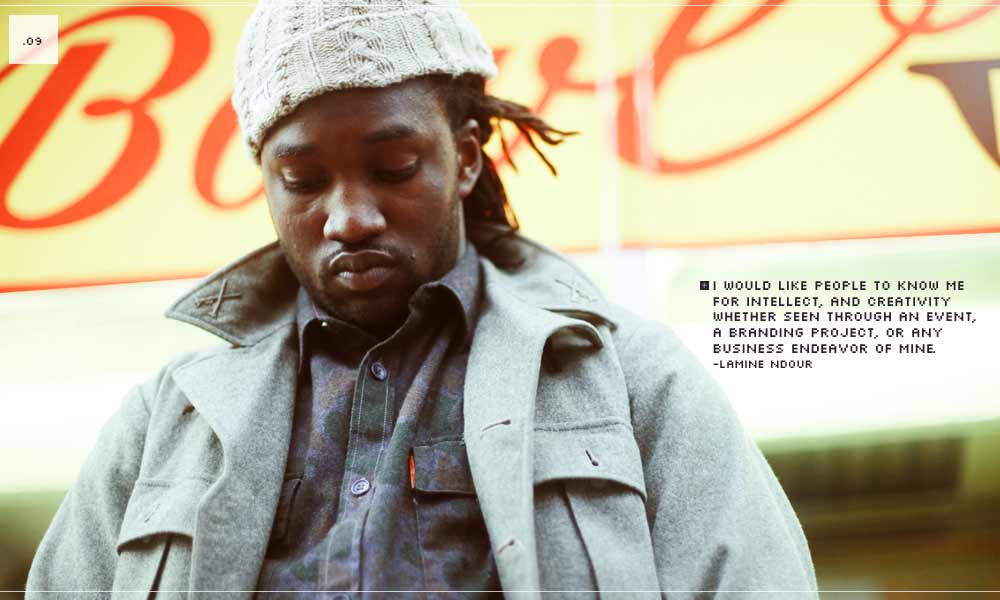 .09
Bowl
I WOULD LIKE PEOPLE TO KNOW ME
FOR INTELLECT, AND CREATIVITY
WHETHER SEEN THROUGH AN EVENT,
A BRANDING PROJECT, OR ANY
BUSINESS ENDEAVOR OF MINE.
-LAMINE NDOUR